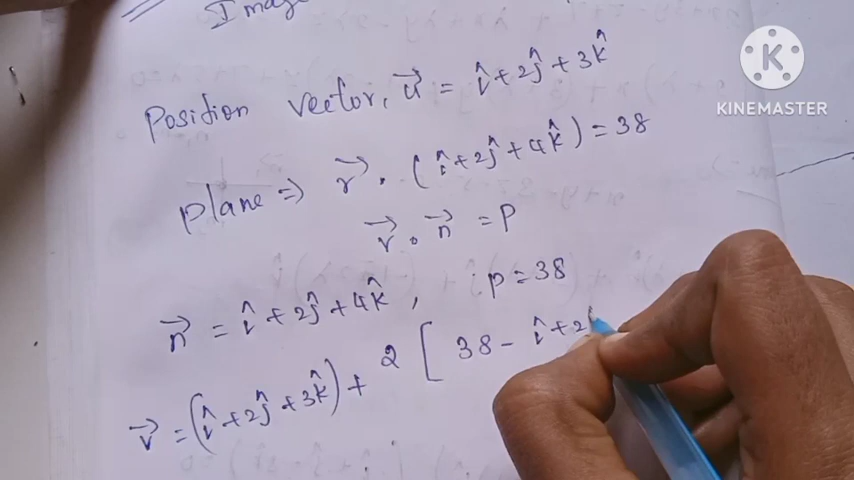 Image
Position vector, u⃗ = î + 2ĵ + 3k̂
K
KINEMASTER
plane ⇒ r⃗ . (î + 2ĵ + 4k̂) = 38
r⃗ . n⃗ = p
n⃗ = î + 2ĵ + 4k̂ , p = 38
v⃗ = (î + 2ĵ + 3k̂) + 2 [ 38 - î + 2